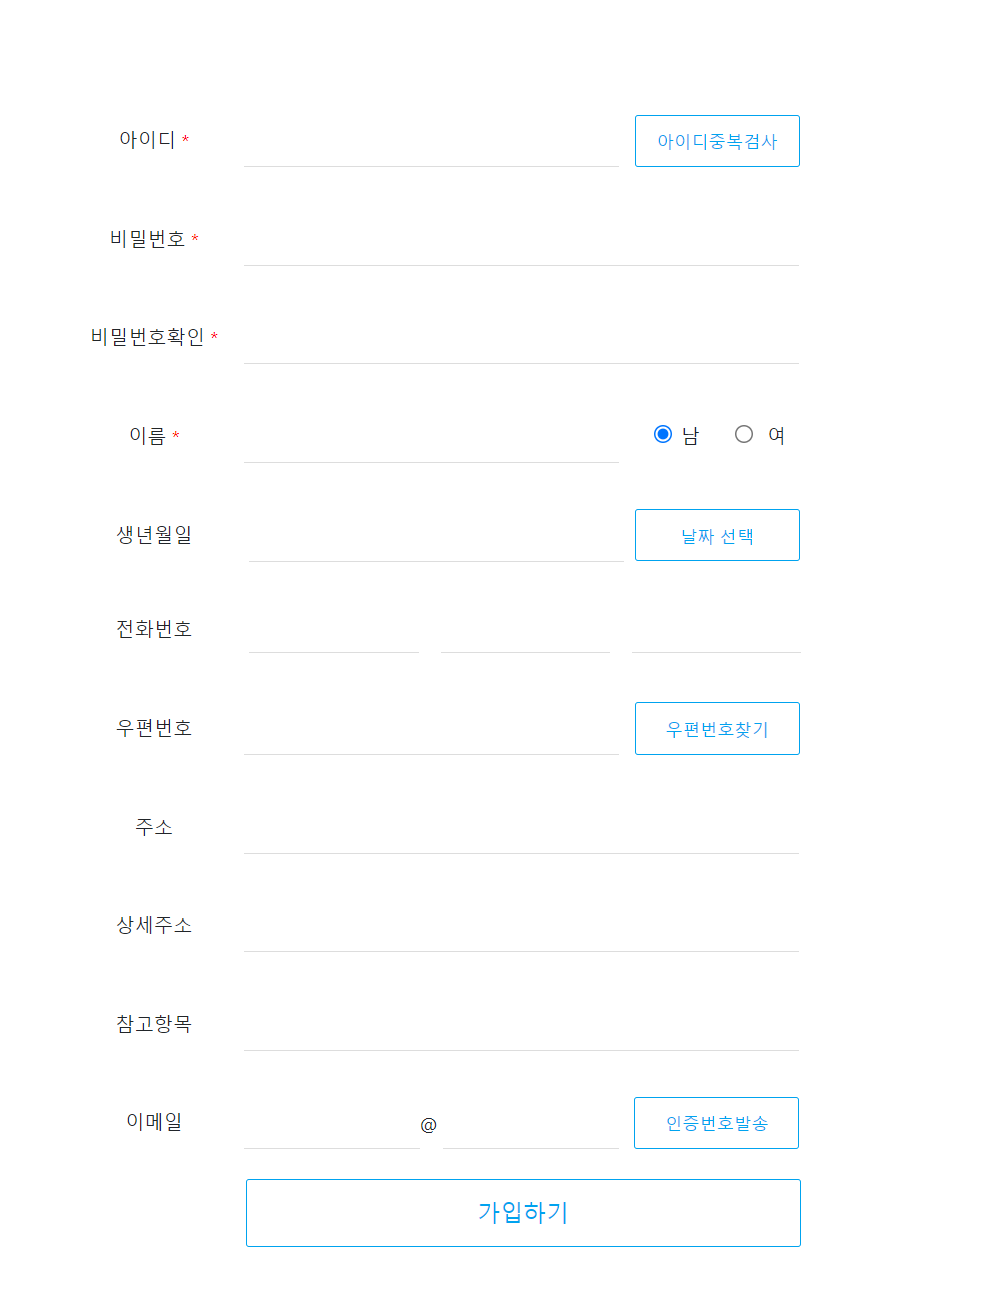 아이디 * 아이디중복검사
비밀번호 *
비밀번호확인 *
이름 * 남 여
생년월일 날짜 선택
전화번호
우편번호 우편번호찾기
주소
상세주소
참고항목
이메일 @ 인증번호발송
가입하기